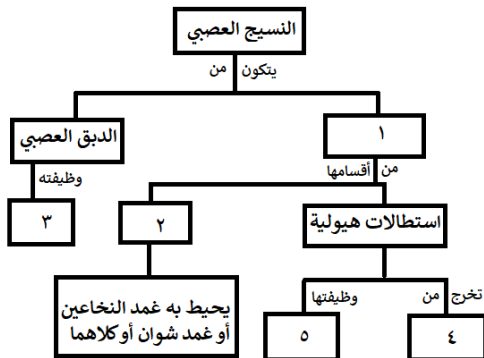 النسيج العصبي
يتكون من
الدبق العصبي
١
وظيفته
من أقسامها
٣
٢
استطالات هيولية
يحيط به غمد النخاعين
أو غمد شوان أو كلاهما
تخرج من
وظيفتها
٤
٥